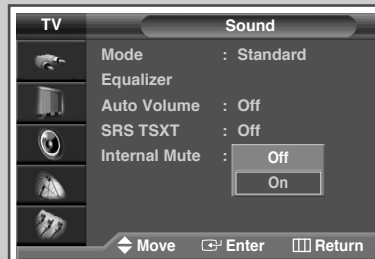 TV Sound
Mode : Standard
Equalizer
Auto Volume : Off
SRS TSXT : Off
Internal Mute : Off
On
Move Enter Return